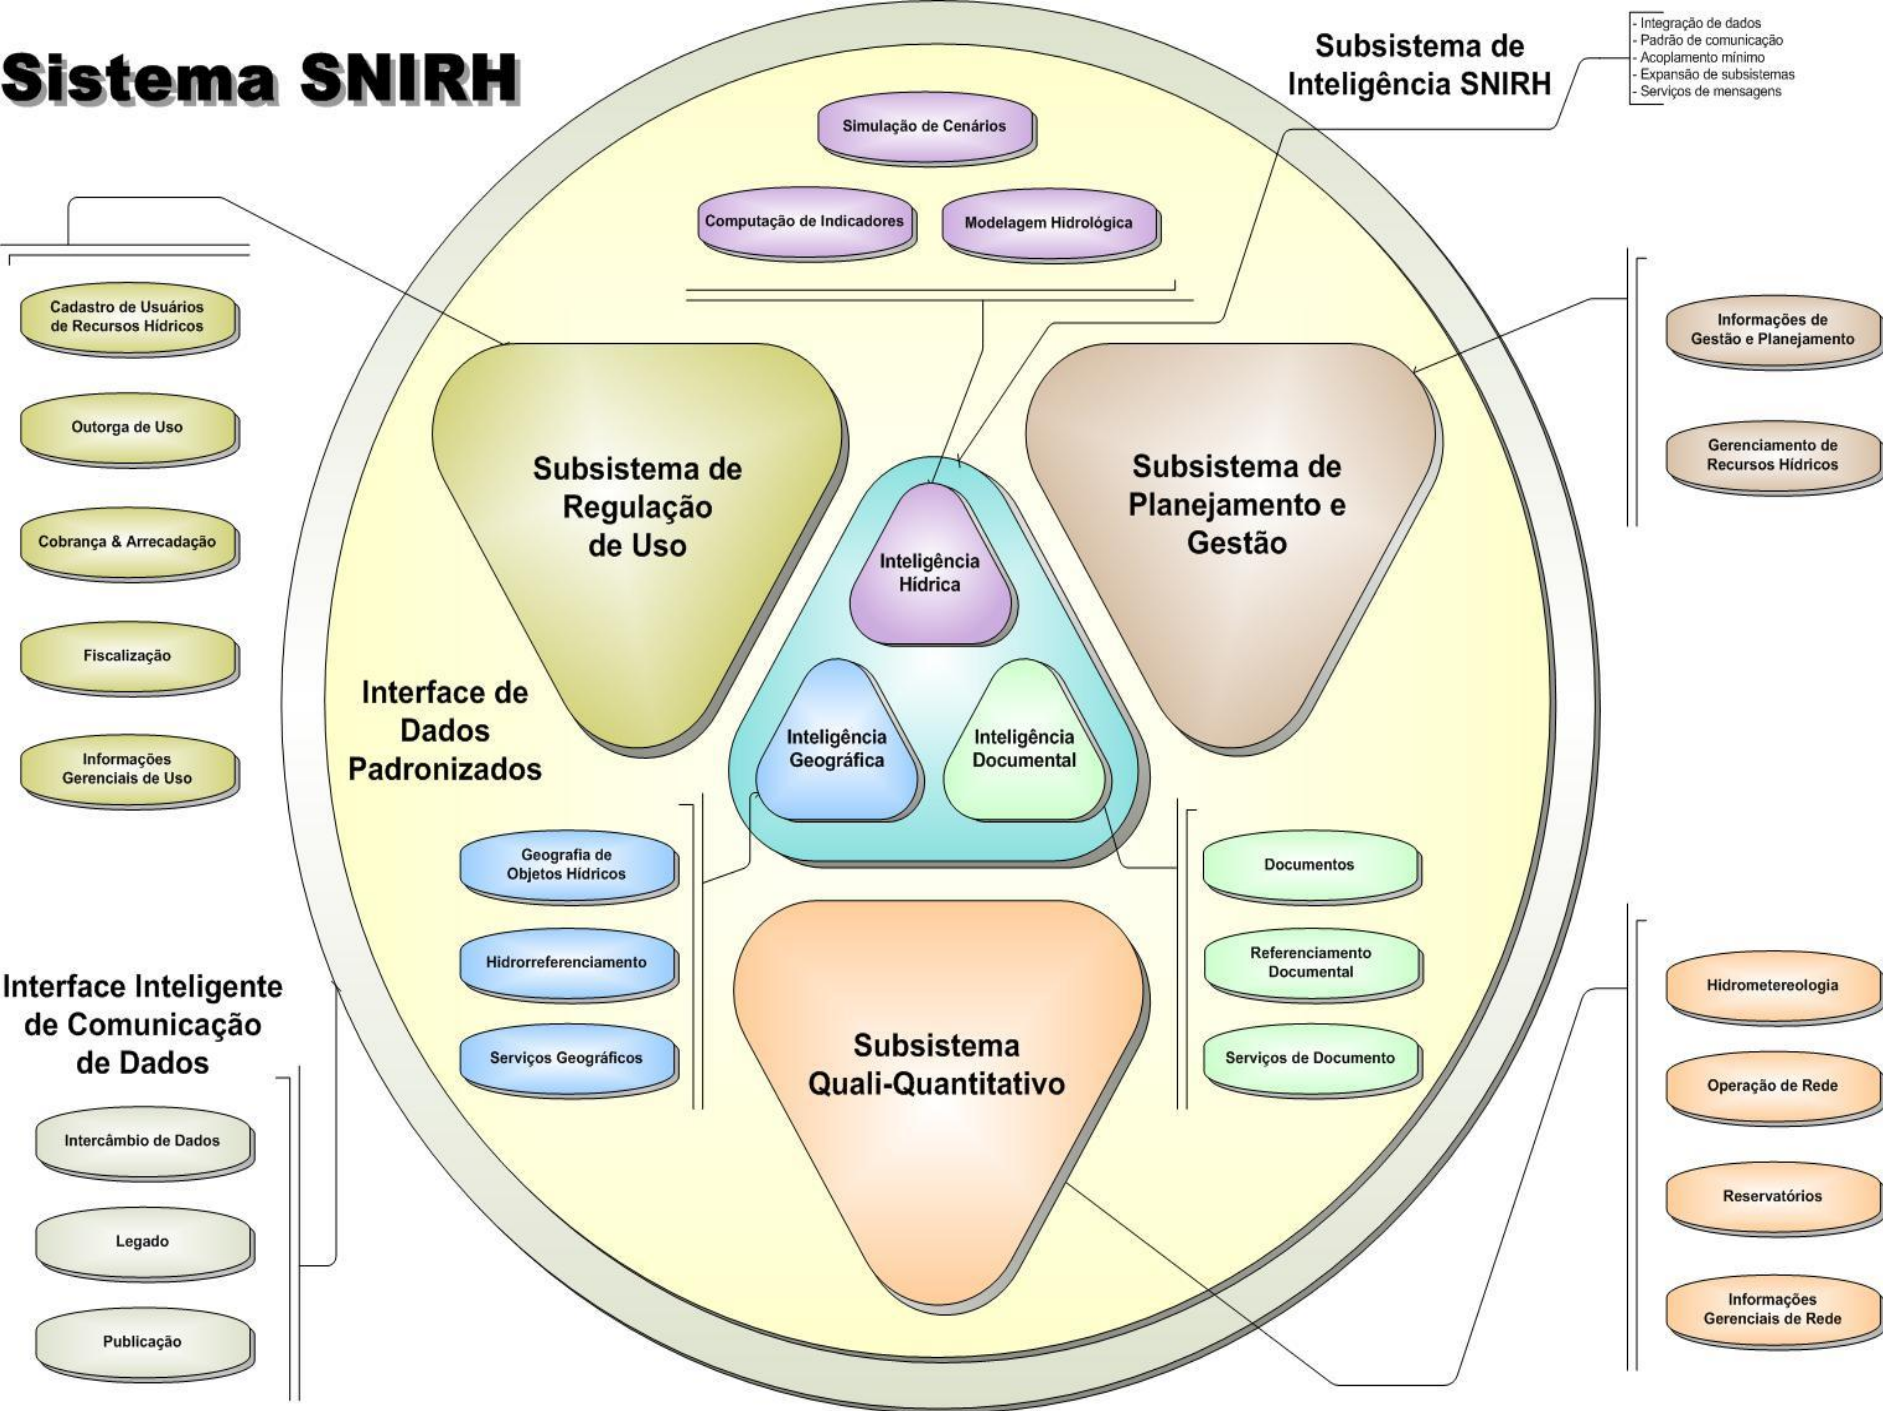 Sistema SNIRH
Subsistema de
Inteligência SNIRH
- Integração de dados
- Padrão de comunicação
- Acoplamento mínimo
- Expansão de subsistemas
- Serviços de mensagens
Simulação de Cenários
Computação de Indicadores
Modelagem Hidrológica
Cadastro de Usuários
de Recursos Hídricos
Outorga de Uso
Cobrança & Arrecadação
Fiscalização
Informações
Gerenciais de Uso
Subsistema de
Regulação
de Uso
Subsistema de
Planejamento e
Gestão
Informações de
Gestão e Planejamento
Gerenciamento de
Recursos Hídricos
Inteligência
Hídrica
Inteligência
Geográfica
Inteligência
Documental
Interface de
Dados
Padronizados
Geografia de
Objetos Hídricos
Hidrorreferenciamento
Serviços Geográficos
Documentos
Referenciamento
Documental
Serviços de Documento
Subsistema
Quali-Quantitativo
Interface Inteligente
de Comunicação
de Dados
Intercâmbio de Dados
Legado
Publicação
Hidrometereologia
Operação de Rede
Reservatórios
Informações
Gerenciais de Rede